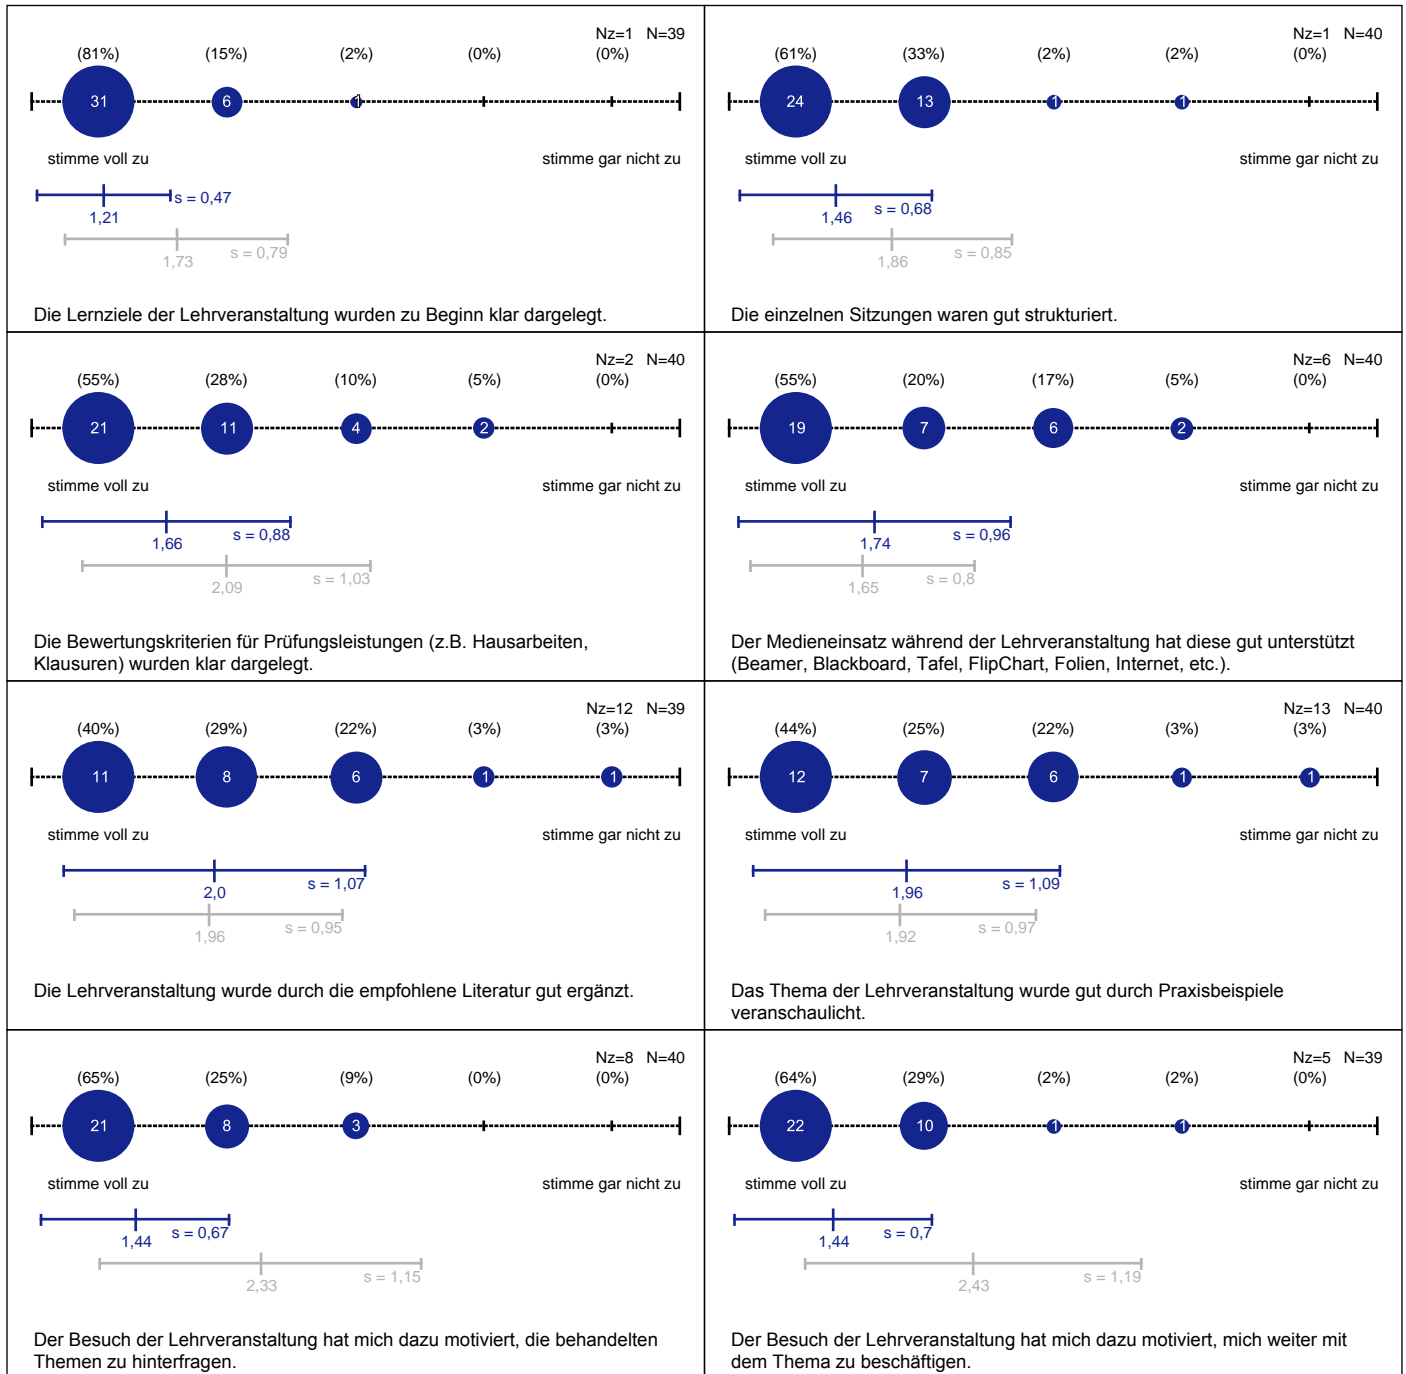 Nz=1 N=39
(81%) (15%) (2%) (0%) (0%)
31 6 1
stimme voll zu stimme gar nicht zu
s = 0,47
1,21
s = 0,79
1,73
Die Lernziele der Lehrveranstaltung wurden zu Beginn klar dargelegt.
Nz=1 N=40
(61%) (33%) (2%) (2%) (0%)
24 13 1 1
stimme voll zu stimme gar nicht zu
s = 0,68
1,46
s = 0,85
1,86
Die einzelnen Sitzungen waren gut strukturiert.
Nz=2 N=40
(55%) (28%) (10%) (5%) (0%)
21 11 4 2
stimme voll zu stimme gar nicht zu
s = 0,88
1,66
s = 1,03
2,09
Die Bewertungskriterien für Prüfungsleistungen (z.B. Hausarbeiten,
Klausuren) wurden klar dargelegt.
Nz=6 N=40
(55%) (20%) (17%) (5%) (0%)
19 7 6 2
stimme voll zu stimme gar nicht zu
s = 0,96
1,74
s = 0,8
1,65
Der Medieneinsatz während der Lehrveranstaltung hat diese gut unterstützt
(Beamer, Blackboard, Tafel, FlipChart, Folien, Internet, etc.).
Nz=12 N=39
(40%) (29%) (22%) (3%) (3%)
11 8 6 1 1
stimme voll zu stimme gar nicht zu
s = 1,07
2,0
s = 0,95
1,96
Die Lehrveranstaltung wurde durch die empfohlene Literatur gut ergänzt.
Nz=13 N=40
(44%) (25%) (22%) (3%) (3%)
12 7 6 1 1
stimme voll zu stimme gar nicht zu
s = 1,09
1,96
s = 0,97
1,92
Das Thema der Lehrveranstaltung wurde gut durch Praxisbeispiele
veranschaulicht.
Nz=8 N=40
(65%) (25%) (9%) (0%) (0%)
21 8 3
stimme voll zu stimme gar nicht zu
s = 0,67
1,44
s = 1,15
2,33
Der Besuch der Lehrveranstaltung hat mich dazu motiviert, die behandelten
Themen zu hinterfragen.
Nz=5 N=39
(64%) (29%) (2%) (2%) (0%)
22 10 1 1
stimme voll zu stimme gar nicht zu
s = 0,7
1,44
s = 1,19
2,43
Der Besuch der Lehrveranstaltung hat mich dazu motiviert, mich weiter mit
dem Thema zu beschäftigen.